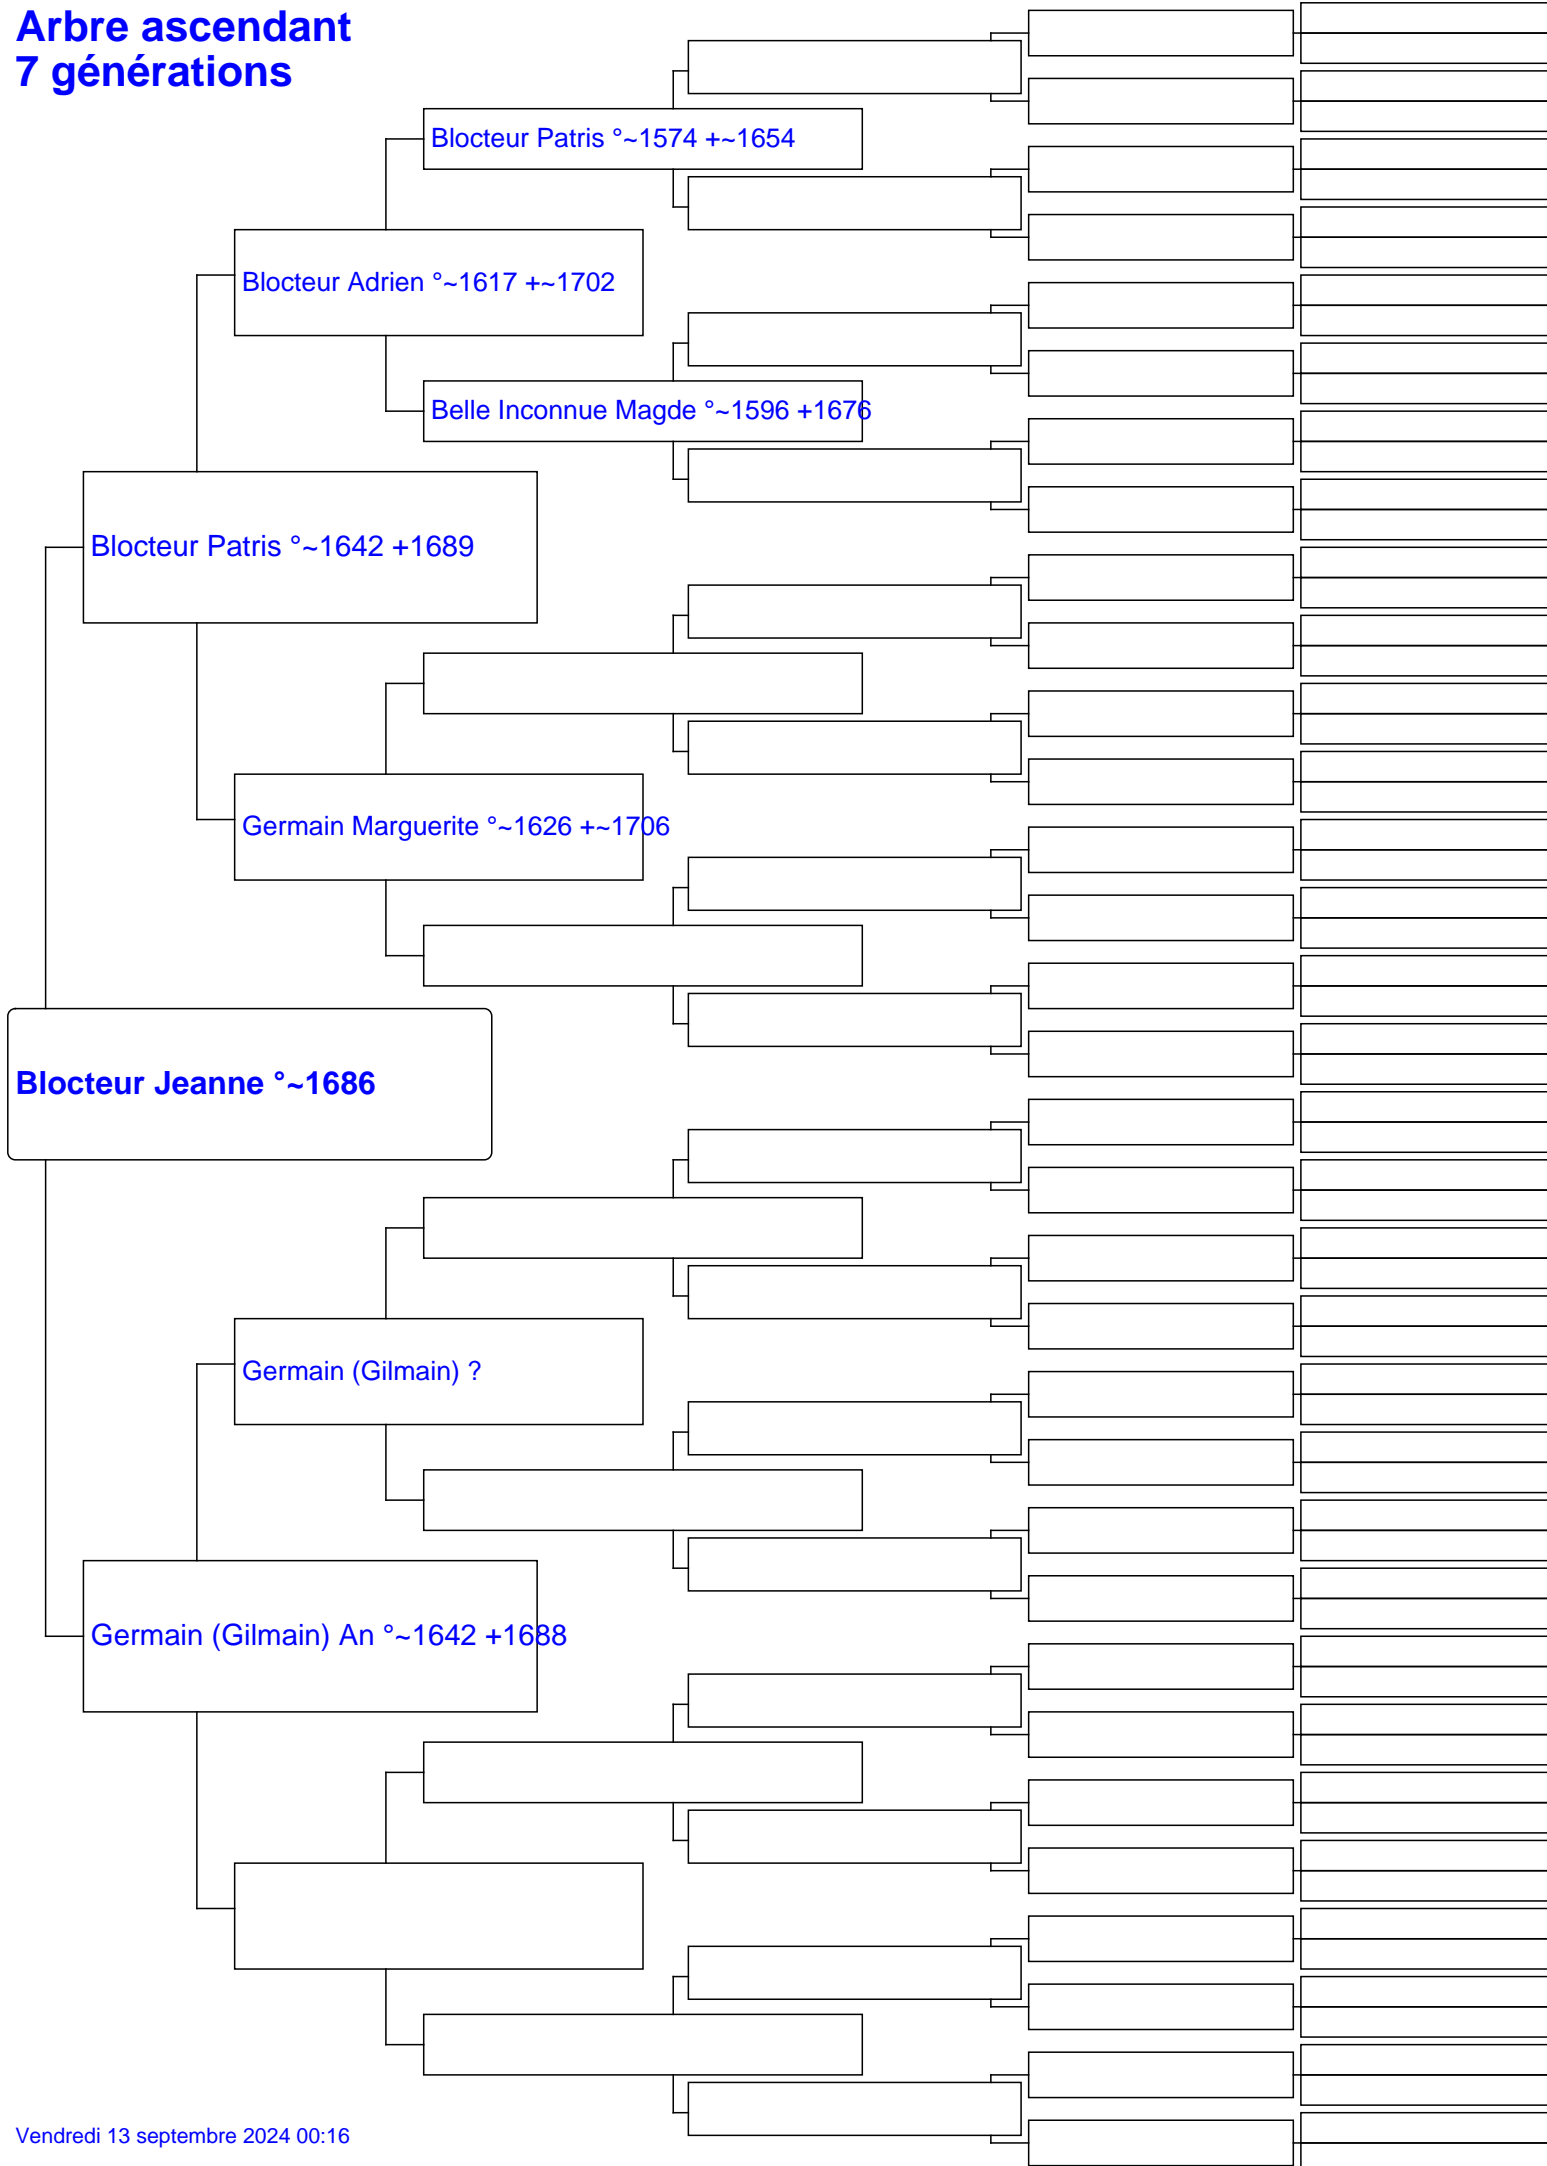 Arbre ascendant
7 générations
Blocteur Patris °~1574 +~1654
Blocteur Adrien °~1617 +~1702
Belle Inconnue Magde °~1596 +1676
Blocteur Patris °~1642 +1689
Germain Marguerite °~1626 +~1706
Blocteur Jeanne °~1686
Germain (Gilmain) ?
Germain (Gilmain) An °~1642 +1688
Vendredi 13 septembre 2024 00:16